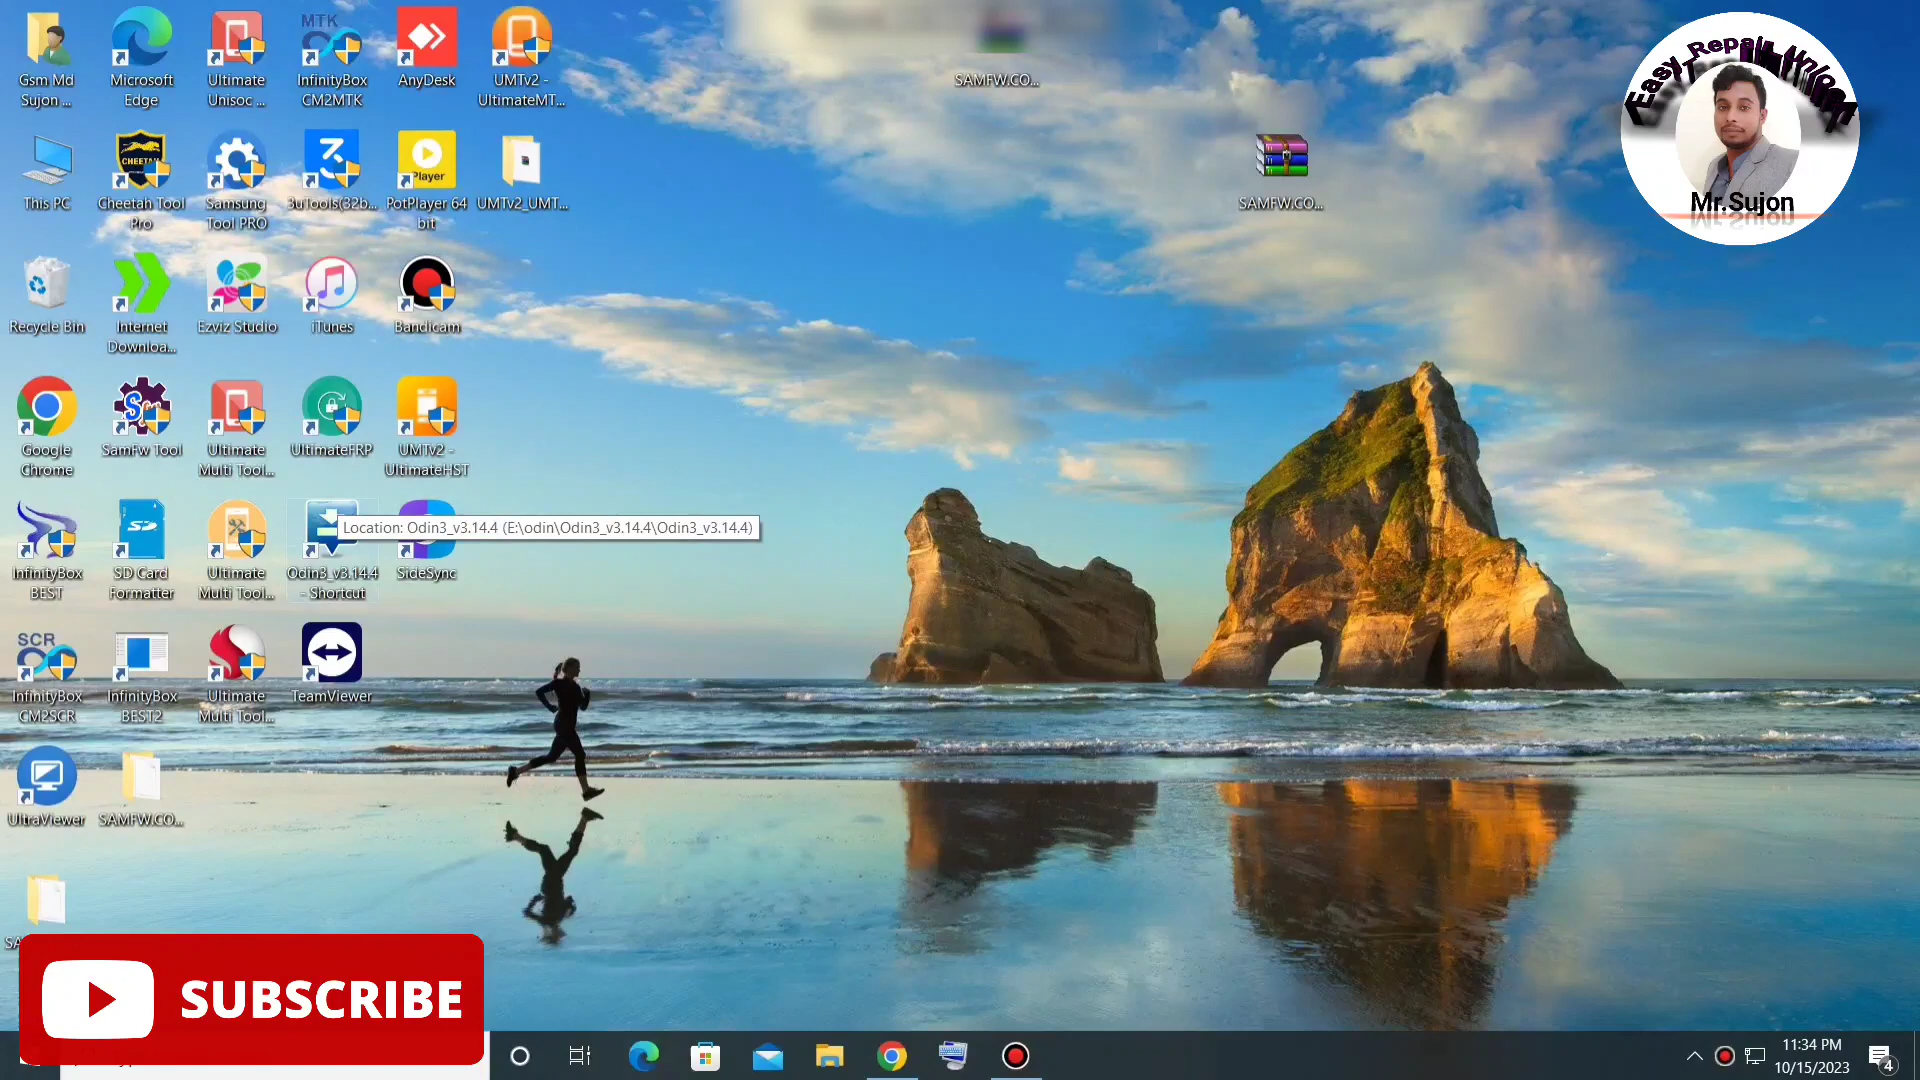 Gsm Md
Sujon ...
Microsoft
Edge
Ultimate
Unisoc ...
MTK
InfinityBox
CM2MTK
AnyDesk
UMTv2 -
UltimateMT...
SAMFW.CO...
This PC
CHEETAH
Cheetah Tool
Pro
Samsung
Tool PRO
3uTools(32b...
Player
PotPlayer 64
bit
UMTv2_UMT...
SAMFW.CO...
Easy Repair Unlock
Mr.Sujon
Recycle Bin
Internet
Downloa...
Ezviz Studio
iTunes
Bandicam
Google
Chrome
SamFw Tool
Ultimate
Multi Tool...
UltimateFRP
UMTv2 -
UltimateHST
Location: Odin3_v3.14.4 (E:\odin\Odin3_v3.14.4\Odin3_v3.14.4)
InfinityBox
BEST
SD
SD Card
Formatter
Ultimate
Multi Tool...
Odin3_v3.14.4
- Shortcut
SideSync
SCR
InfinityBox
CM2SCR
InfinityBox
BEST2
Ultimate
Multi Tool...
TeamViewer
UltraViewer
SAMFW.CO...
SUBSCRIBE
11:34 PM
10/15/2023
4